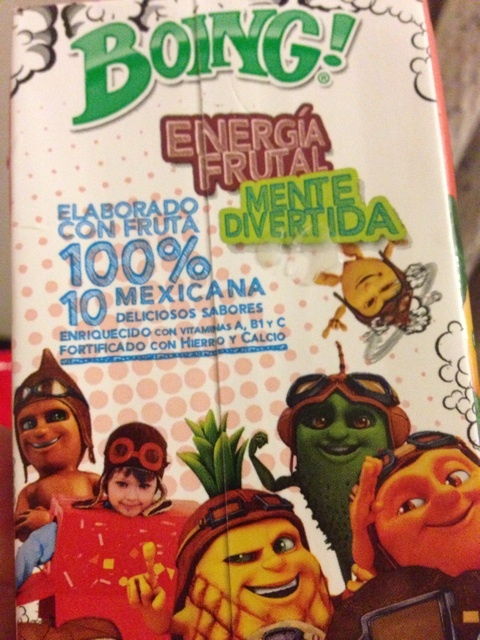 BOING!®
ENERGÍA
FRUTAL
MENTE
DIVERTIDA
ELABORADO
CON FRUTA
100%
MEXICANA
10 DELICIOSOS SABORES
ENRIQUECIDO CON VITAMINAS A, B1 Y C
FORTIFICADO CON HIERRO Y CALCIO